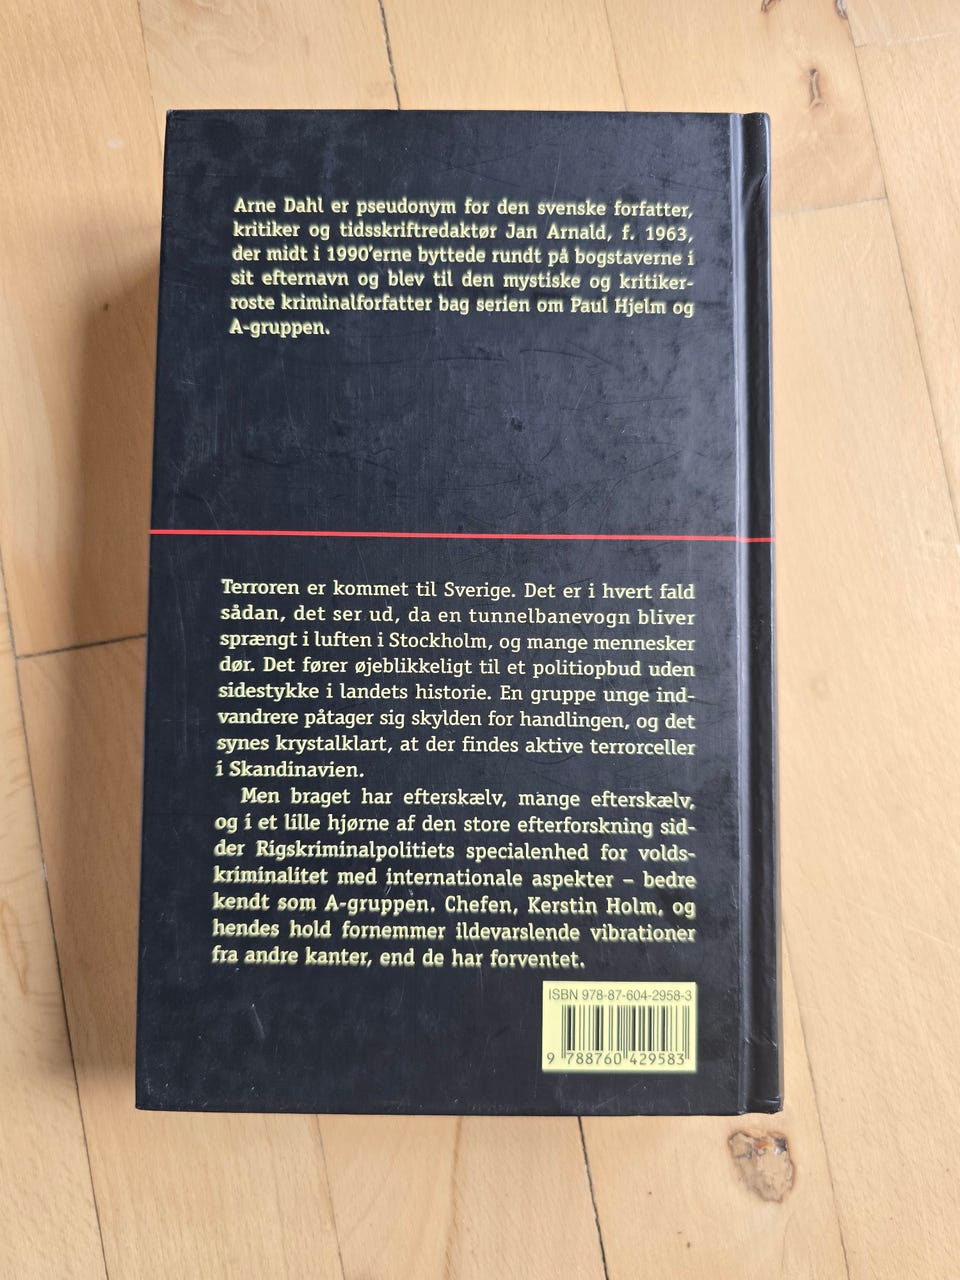 Arne Dahl er pseudonym for den svenske forfatter,
kritiker og tidsskriftredaktør Jan Arnald, f. 1963,
der midt i 1990'erne byttede rundt på bogstaverne i
sit efternavn og blev til den mystiske og kritiker-
roste kriminalforfatter bag serien om Paul Hjelm og
A-gruppen.
Terroren er kommet til Sverige. Det er i hvert fald
sådan, det ser ud, da en tunnelbanevogn bliver
sprængt i luften i Stockholm, og mange mennesker
dør. Det fører øjeblikkeligt til et politiopbud uden
sidestykke i landets historie. En gruppe unge ind-
vandrere påtager sig skylden for handlingen, og det
synes krystalklart, at der findes aktive terrorceller
i Skandinavien.
Men braget har efterskælv, mange efterskælv,
og i et lille hjørne af den store efterforskning sid-
der Rigskriminalpolitiets specialenhed for volds-
kriminalitet med internationale aspekter – bedre
kendt som A-gruppen. Chefen, Kerstin Holm, og
hendes hold fornemmer ildevarslende vibrationer
fra andre kanter, end de har forventet.
ISBN 978-87-604-2958-3
9 788760 429583